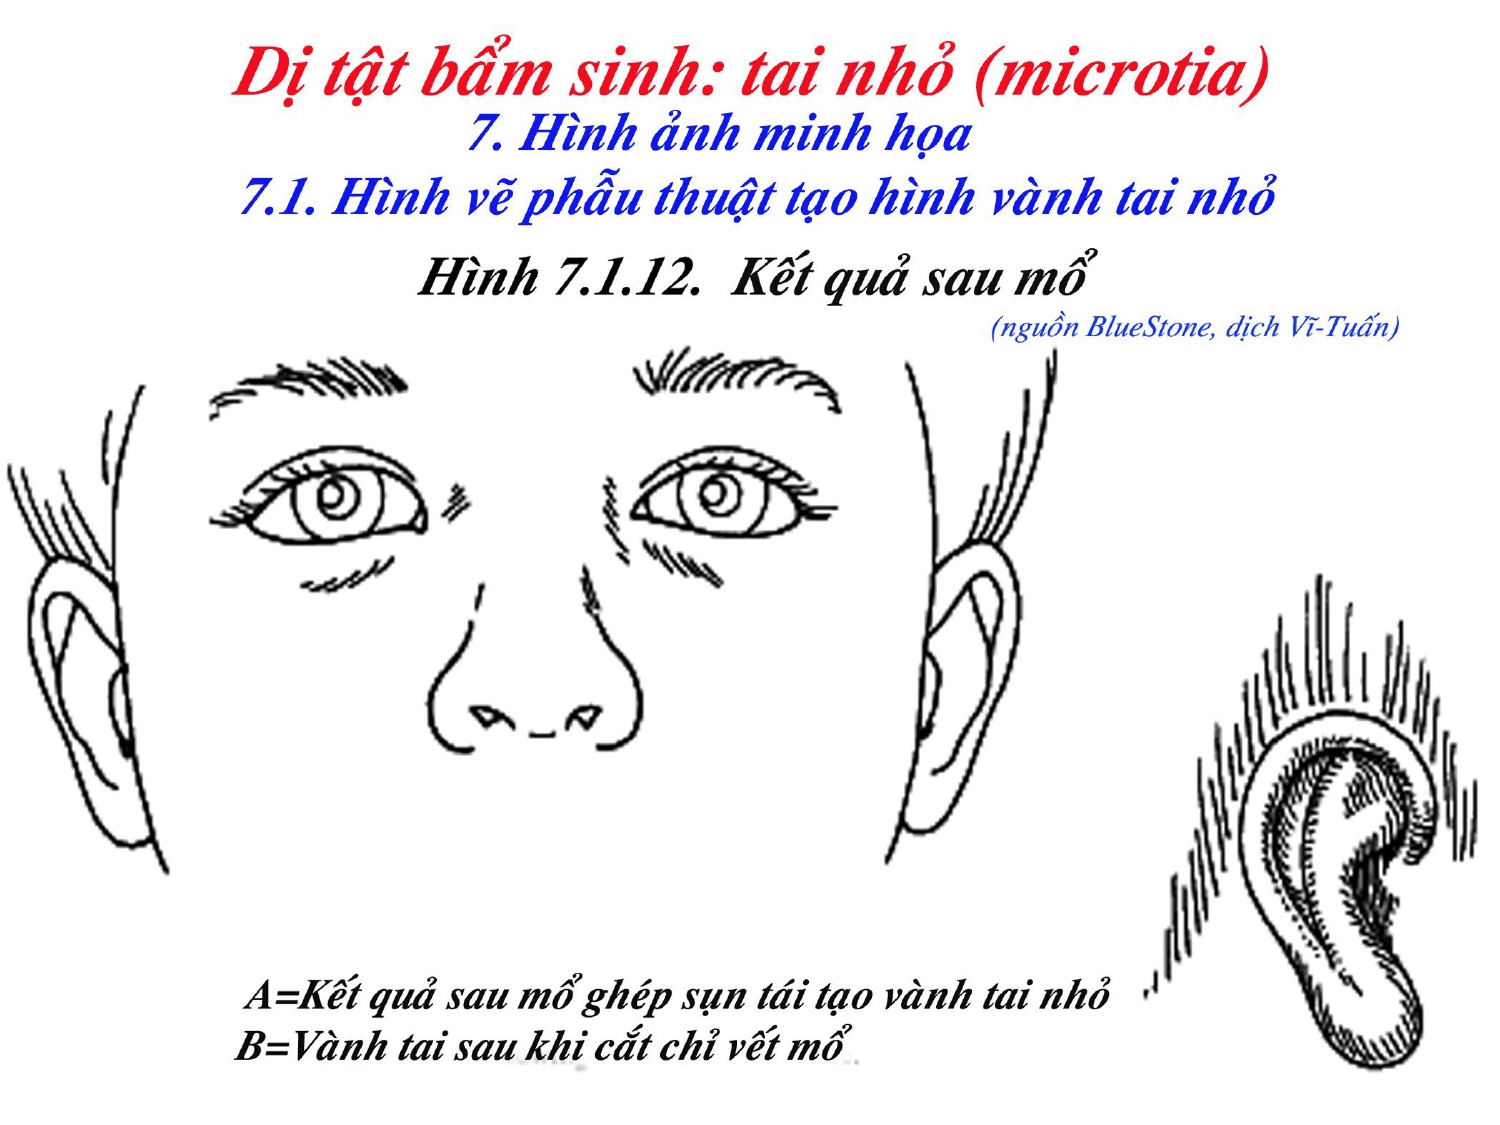 Dị tật bẩm sinh: tai nhỏ (microtia)
7. Hình ảnh minh họa
7.1. Hình vẽ phẫu thuật tạo hình vành tai nhỏ
Hình 7.1.12. Kết quả sau mổ
(nguồn BlueStone, dịch Vĩ-Tuấn)
A=Kết quả sau mổ ghép sụn tái tạo vành tai nhỏ
B=Vành tai sau khi cắt chỉ vết mổ